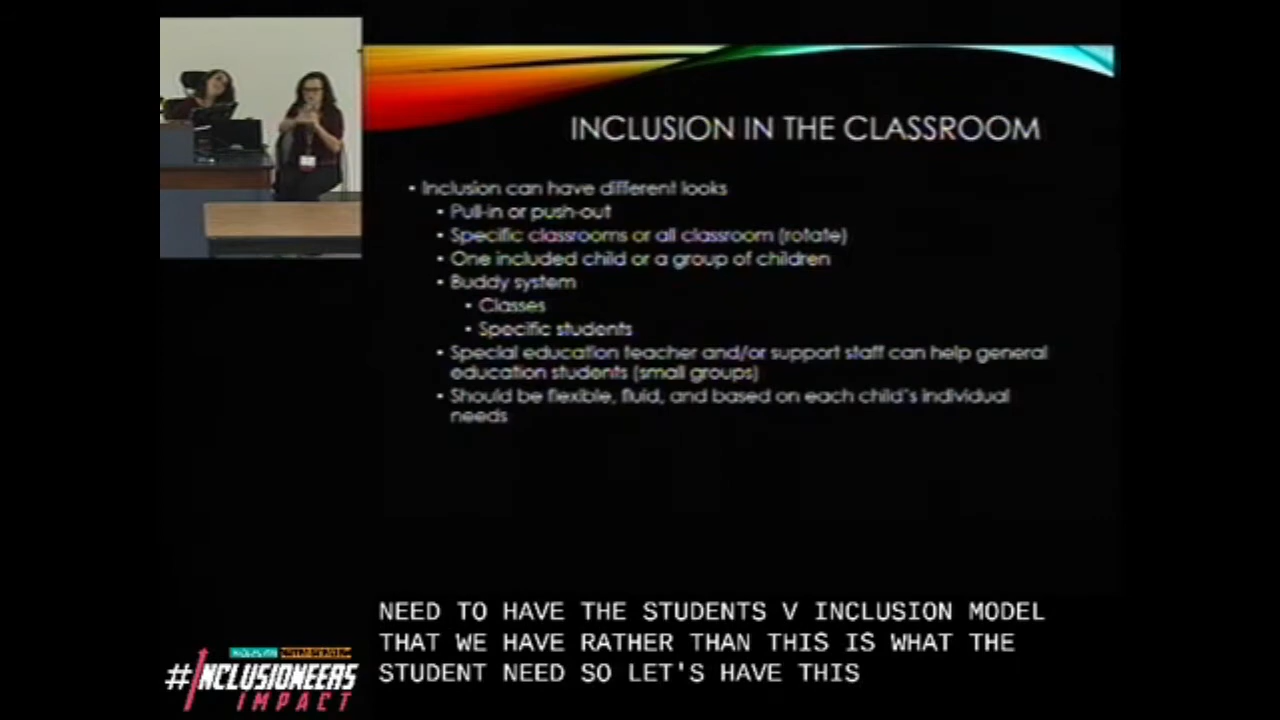 INCLUSION IN THE CLASSROOM
• Inclusion can have different looks
• Pull-in or push-out
• Specific classrooms or all classroom (rotate)
• One included child or a group of children
• Buddy system
• Classes
• Specific students
• Special education teacher and/or support staff can help general
education students (small groups)
• Should be flexible, fluid, and based on each child's individual
needs
NEED TO HAVE THE STUDENTS V INCLUSION MODEL
THAT WE HAVE RATHER THAN THIS IS WHAT THE
STUDENT NEED SO LET'S HAVE THIS
#INCLUSIONEERS
IMPACT